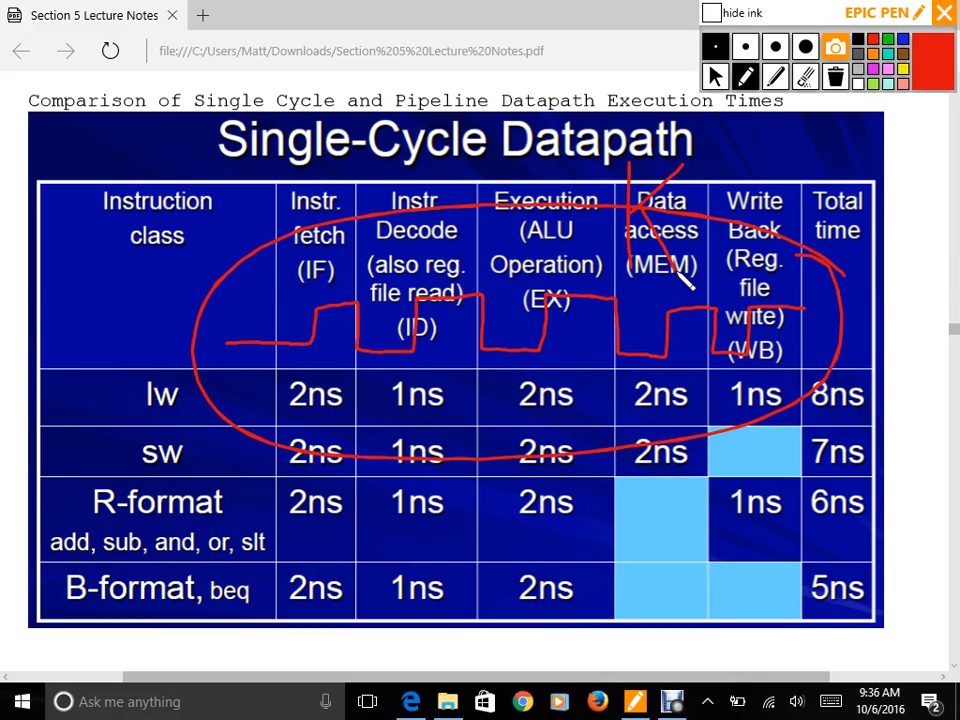 Section 5 Lecture Notes
hide ink
EPIC PEN
file:///C:/Users/Matt/Downloads/Section%205%20Lecture%20Notes.pdf
Comparison of Single Cycle and Pipeline Datapath Execution Times
Single-Cycle Datapath
Instruction class
Instr. fetch (IF)
Instr Decode (also reg. file read) (ID)
Execution (ALU Operation) (EX)
Data access (MEM)
Write Back (Reg. file write) (WB)
Total time
lw 2ns 1ns 2ns 2ns 1ns 8ns
sw 2ns 1ns 2ns 2ns 7ns
R-format add, sub, and, or, slt 2ns 1ns 2ns 1ns 6ns
B-format, beq 2ns 1ns 2ns 5ns
K
Ask me anything
9:36 AM
10/6/2016
2